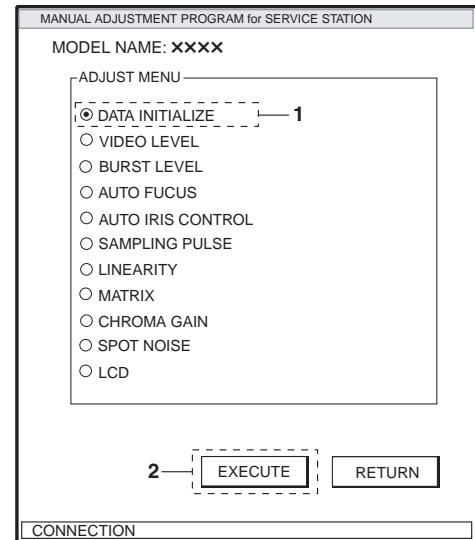 MANUAL ADJUSTMENT PROGRAM for SERVICE STATION
MODEL NAME: ××××
ADJUST MENU
DATA INITIALIZE 1
VIDEO LEVEL
BURST LEVEL
AUTO FUCUS
AUTO IRIS CONTROL
SAMPLING PULSE
LINEARITY
MATRIX
CHROMA GAIN
SPOT NOISE
LCD
2 EXECUTE RETURN
CONNECTION